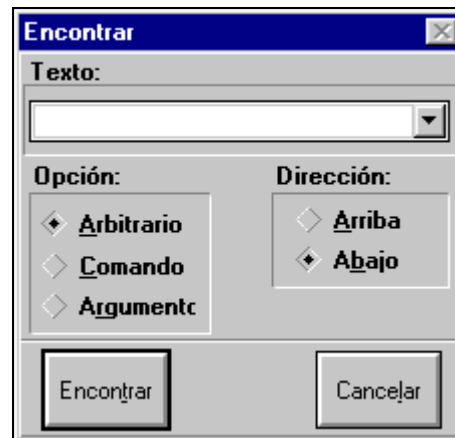 Encontrar
Texto:
Opción:
Dirección:
Arbitrario
Arriba
Comando
Abajo
Argumentc
Encontrar
Cancelar